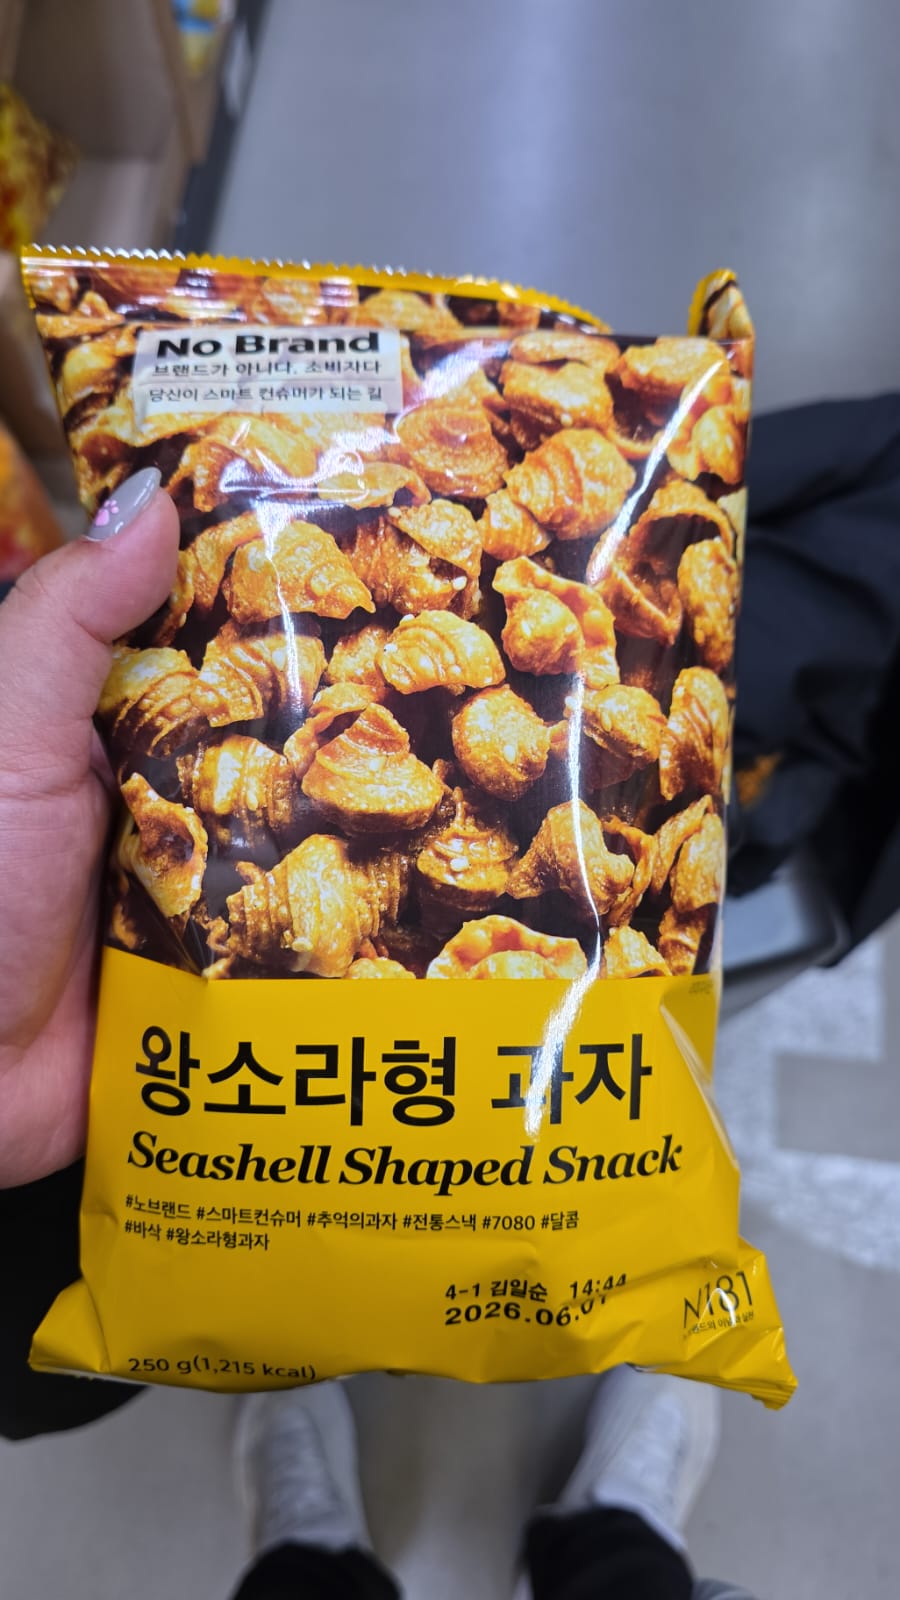 No Brand
브랜드가 아니다. 소비자다
당신이 스마트 컨슈머가 되는 길
왕소라형 과자
Seashell Shaped Snack
#노브랜드 #스마트컨슈머 #추억의과자 #전통스낵 #7080 #달콤
#바삭 #왕소라형과자
4-1 김일순 14:44
2026.06.07
N181
250 g(1,215 kcal)